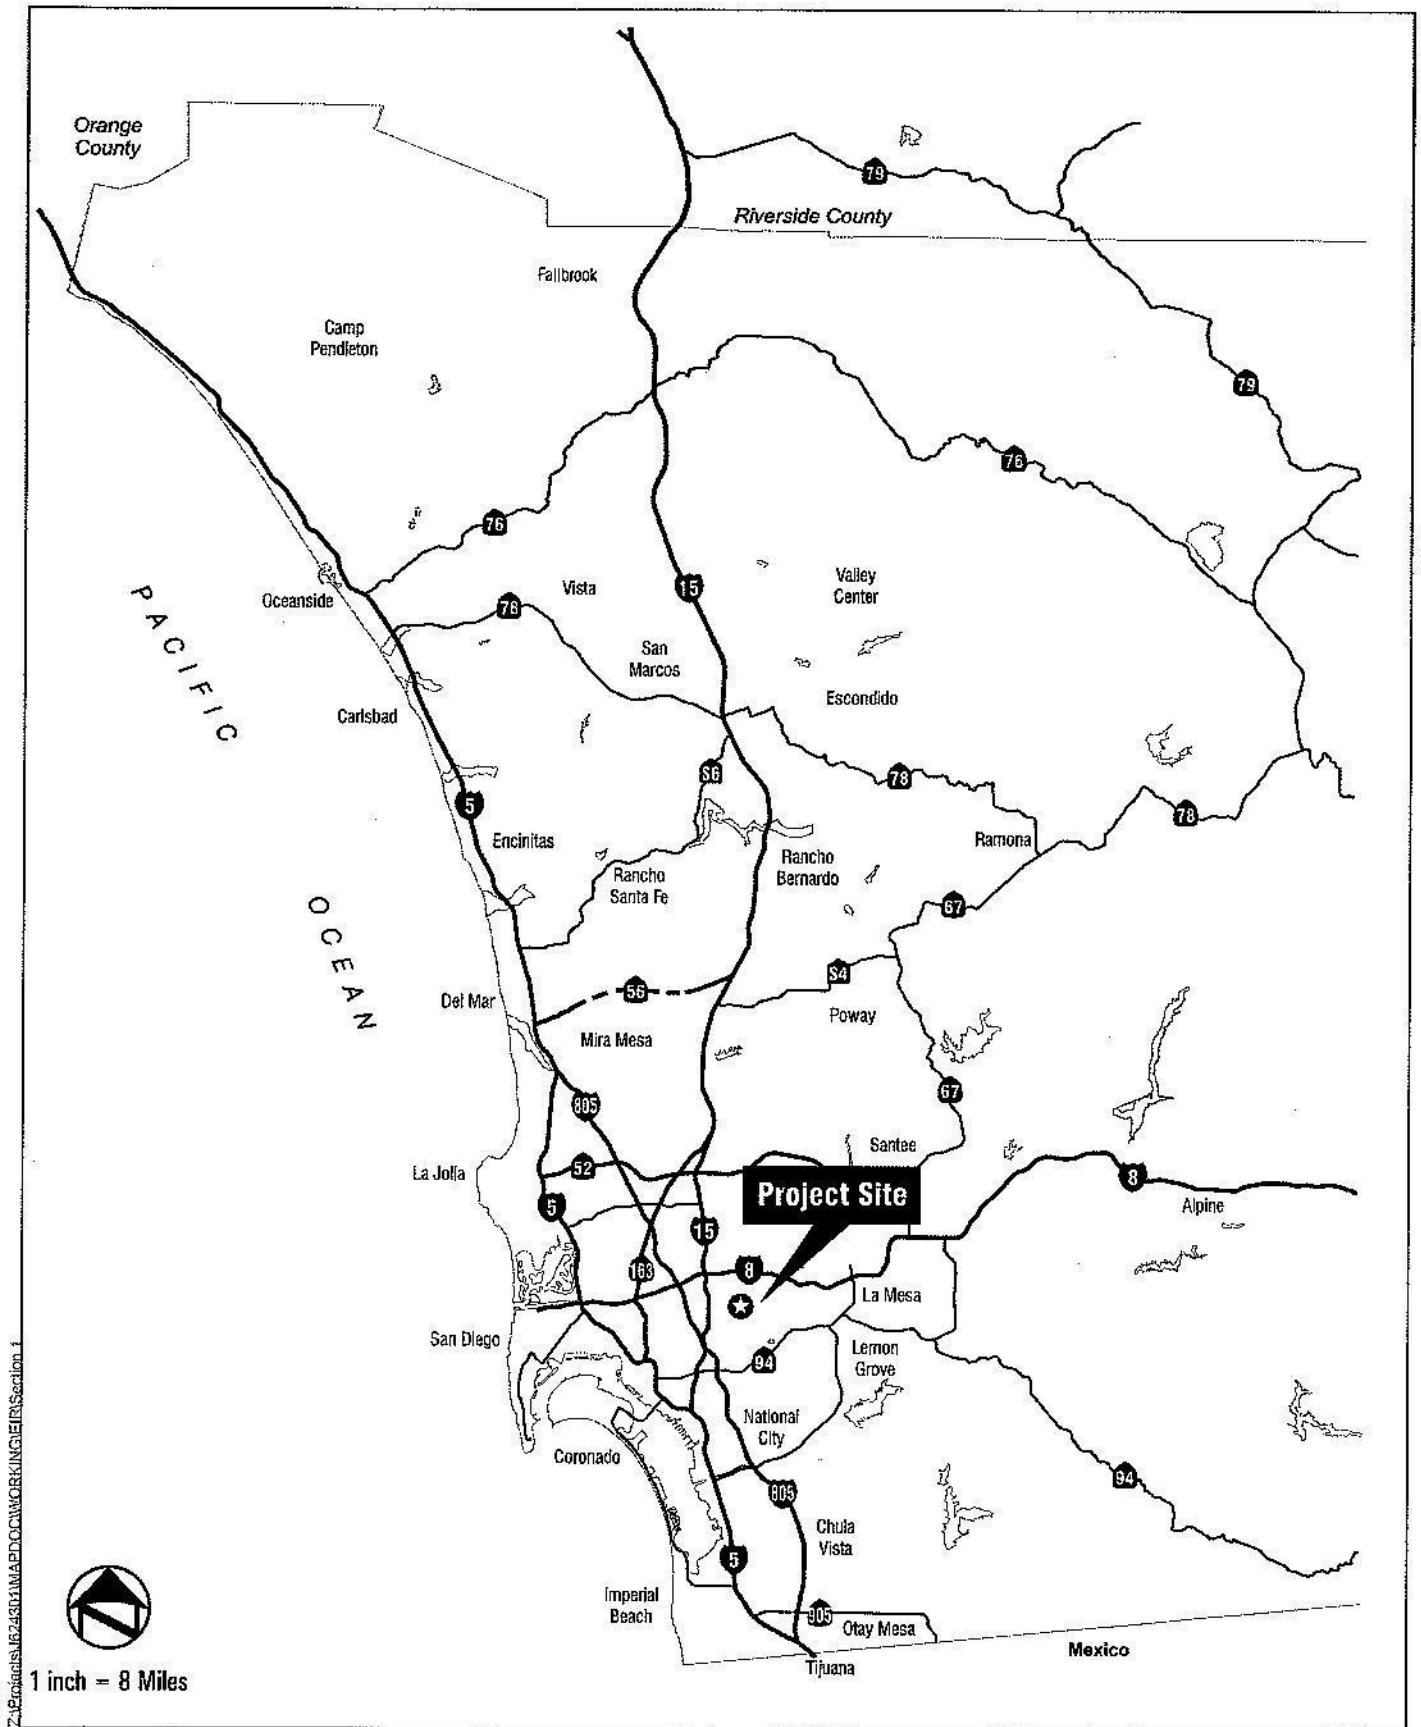 Orange
County
79
Riverside County
Fallbrook
Camp
Pendleton
79
76
76
15
Valley
Center
Vista
Oceanside
78
PACIFIC
San
Marcos
Escondido
Carlsbad
S6
78
5
78
Encinitas
Ramona
Rancho
Bernardo
Rancho
Santa Fe
67
OCEAN
S4
56
Del Mar
Poway
Mira Mesa
67
805
Santee
52
La Jolla
8
Project Site
5
Alpine
15
163
8
La Mesa
San Diego
Lemon
Grove
94
National
City
Coronado
94
805
Chula
Vista
5
Imperial
Beach
905
Otay Mesa
Mexico
Tijuana
1 inch = 8 Miles